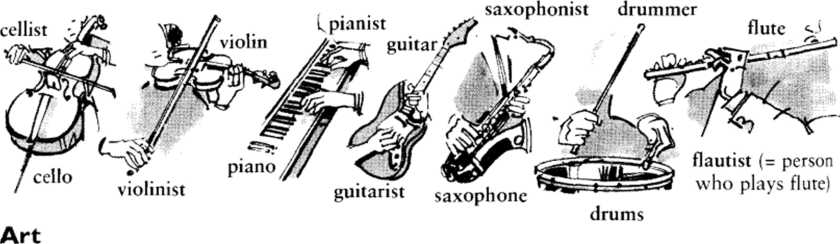 cellist
cello
violin
violinist
pianist
piano
guitar
guitarist
saxophonist
saxophone
drummer
drums
flute
flautist (= person
who plays flute)
Art